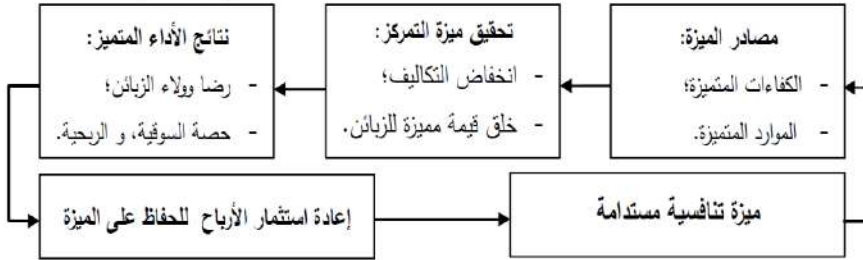 مصادر الميزة:
- الكفاءات المتميزة؛
- الموارد المتميزة.
تحقيق ميزة التمركز:
- انخفاض التكاليف؛
- خلق قيمة مميزة للزبائن.
نتائج الأداء المتميز:
- رضا وولاء الزبائن؛
- حصة السوقية، و الربحية.
إعادة استثمار الأرباح للحفاظ على الميزة
ميزة تنافسية مستدامة